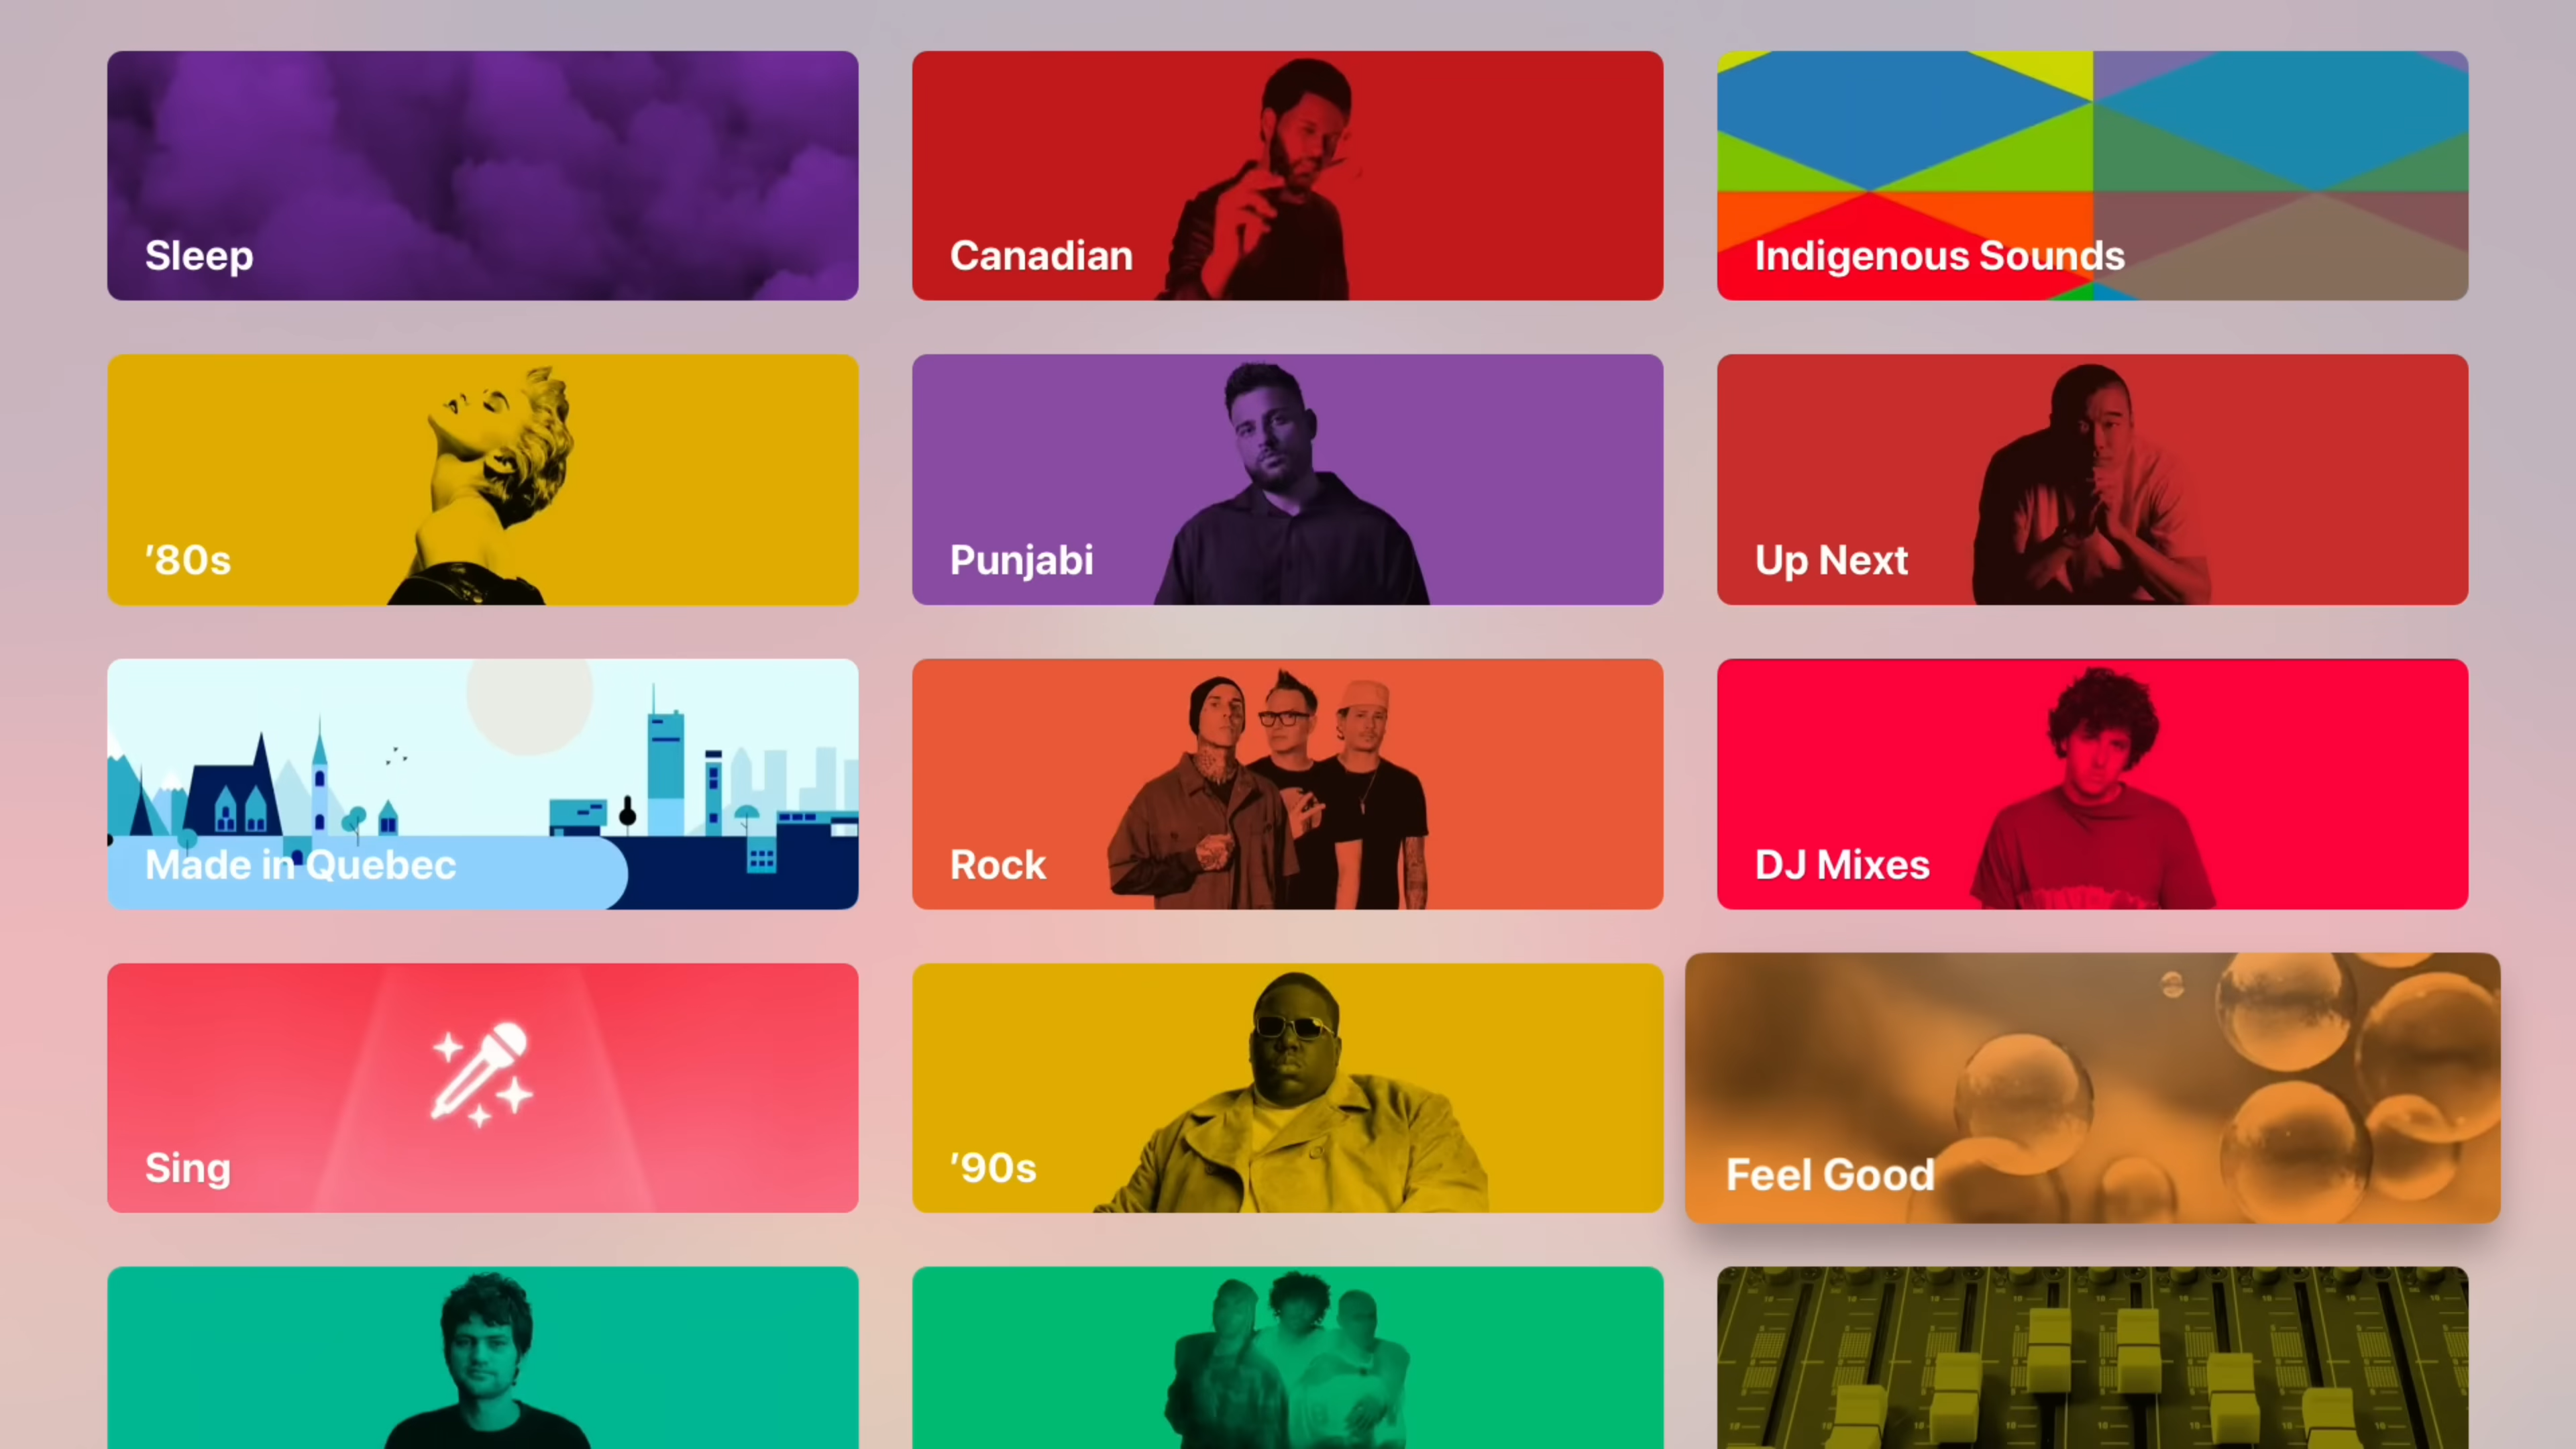 Sleep
Canadian
Indigenous Sounds
'80s
Punjabi
Up Next
Made in Quebec
Rock
DJ Mixes
Sing
'90s
Feel Good